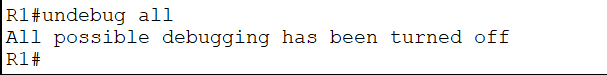 R1#undebug all
All possible debugging has been turned off
R1#